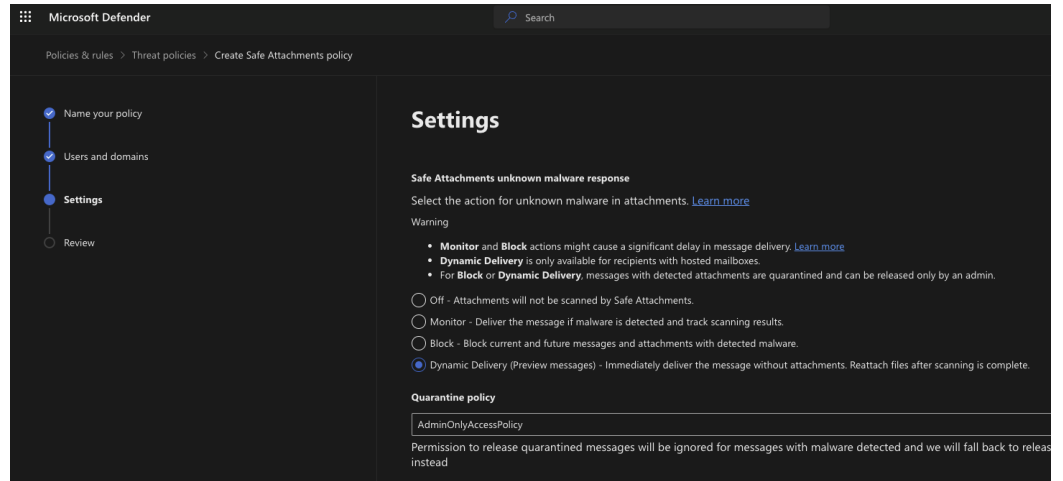 Microsoft Defender
Search
Policies & rules > Threat policies > Create Safe Attachments policy
Name your policy
Users and domains
Settings
Review
Settings
Safe Attachments unknown malware response
Select the action for unknown malware in attachments. Learn more
Warning
• Monitor and Block actions might cause a significant delay in message delivery. Learn more
• Dynamic Delivery is only available for recipients with hosted mailboxes.
• For Block or Dynamic Delivery, messages with detected attachments are quarantined and can be released only by an admin.
Off - Attachments will not be scanned by Safe Attachments.
Monitor - Deliver the message if malware is detected and track scanning results.
Block - Block current and future messages and attachments with detected malware.
Dynamic Delivery (Preview messages) - Immediately deliver the message without attachments. Reattach files after scanning is complete.
Quarantine policy
AdminOnlyAccessPolicy
Permission to release quarantined messages will be ignored for messages with malware detected and we will fall back to releas
instead